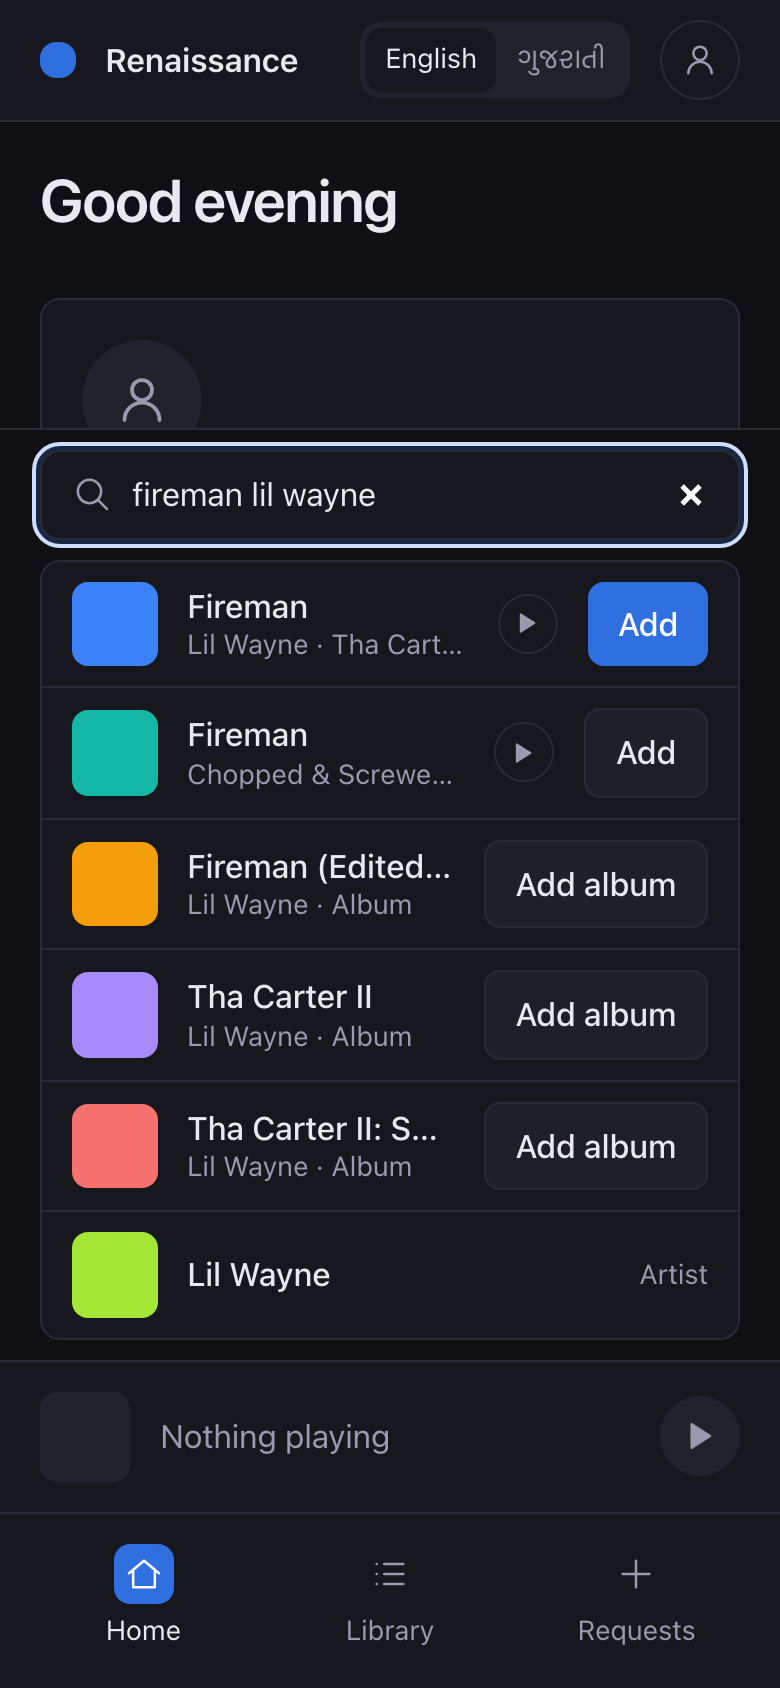 Renaissance
English
ગુજરાતી
Good evening
fireman lil wayne
Fireman
Lil Wayne · Tha Cart...
Add
Fireman
Chopped & Screwe...
Add
Fireman (Edited...
Lil Wayne · Album
Add album
Tha Carter II
Lil Wayne · Album
Add album
Tha Carter II: S...
Lil Wayne · Album
Add album
Lil Wayne
Artist
Nothing playing
Home
Library
Requests